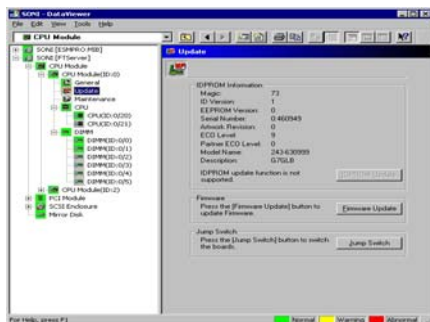 SONI - DataViewer
File Edit View Tools Help
CPU Module
SONI [ESMPRO MIB]
SONI [FTServer]
CPU Module
CPU Module(ID:0)
General
Update
Maintenance
CPU
CPU(ID:0/20)
CPU(ID:0/21)
DIMM
DIMM(ID:0/0)
DIMM(ID:0/1)
DIMM(ID:0/2)
DIMM(ID:0/3)
DIMM(ID:0/4)
DIMM(ID:0/5)
CPU Module(ID:2)
PCI Module
SCSI Enclosure
Mirror Disk
Update
IDPROM Information
Magic: 73
ID Version: 1
EEPROM Version: 0
Serial Number: 0.460949
Artwork Revision: 0
ECO Level: 9
Partner ECO Level: 0
Model Name: 243-630999
Description: G7GLB
IDPROM update function is not supported.
IDPROM Update
Firmware
Press the [Firmware Update] button to update Firmware.
Firmware Update
Jump Switch
Press the [Jump Switch] button to switch the boards.
Jump Switch
For Help, press F1
Normal
Warning
Abnormal